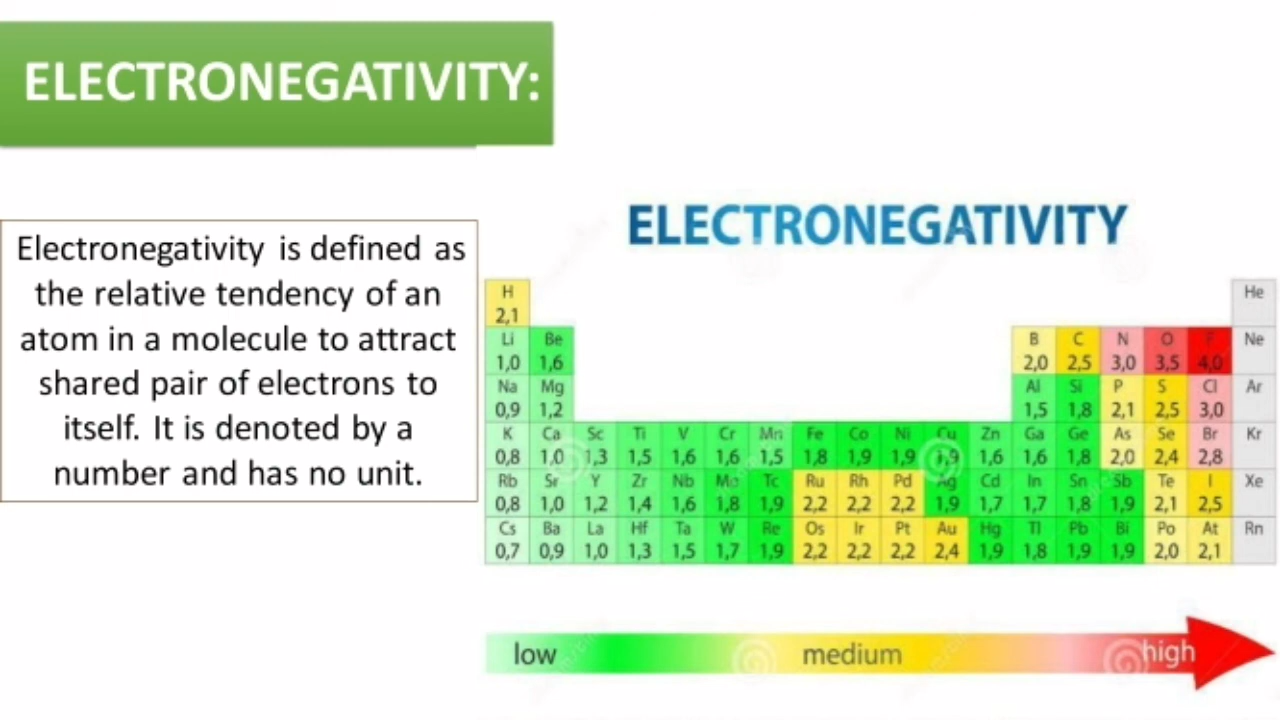 ELECTRONEGATIVITY:
Electronegativity is defined as
the relative tendency of an
atom in a molecule to attract
shared pair of electrons to
itself. It is denoted by a
number and has no unit.
ELECTRONEGATIVITY
H He
2,1
Li Be B C N O F Ne
1,0 1,6 2,0 2,5 3,0 3,5 4,0
Na Mg Al Si P S Cl Ar
0,9 1,2 1,5 1,8 2,1 2,5 3,0
K Ca Sc Ti V Cr Mn Fe Co Ni Cu Zn Ga Ge As Se Br Kr
0,8 1,0 1,3 1,5 1,6 1,6 1,5 1,8 1,9 1,9 1,9 1,6 1,6 1,8 2,0 2,4 2,8
Rb Sr Y Zr Nb Mo Tc Ru Rh Pd Ag Cd In Sn Sb Te I Xe
0,8 1,0 1,2 1,4 1,6 1,8 1,9 2,2 2,2 2,2 1,9 1,7 1,7 1,8 1,9 2,1 2,5
Cs Ba La Hf Ta W Re Os Ir Pt Au Hg Tl Pb Bi Po At Rn
0,7 0,9 1,0 1,3 1,5 1,7 1,9 2,2 2,2 2,2 2,4 1,9 1,8 1,9 1,9 2,0 2,1
low medium high